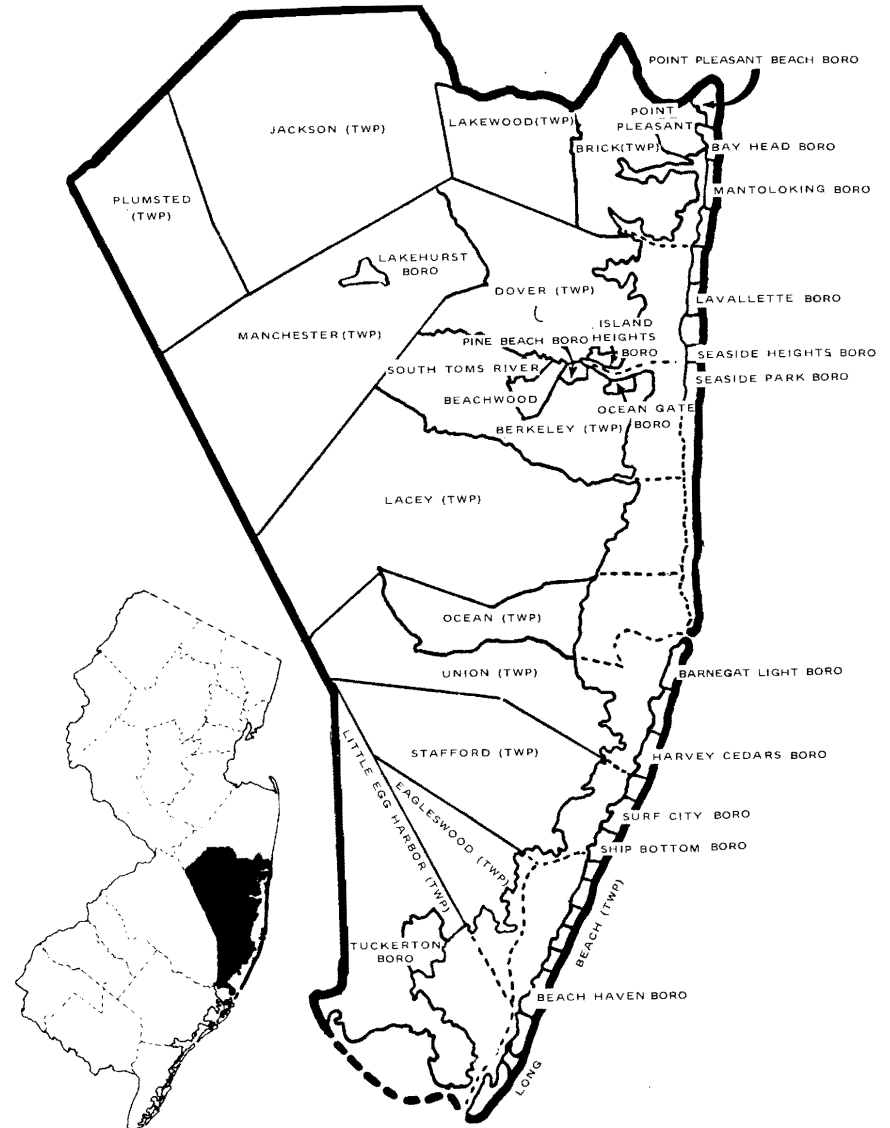 POINT PLEASANT BEACH BORO
JACKSON (TWP)
LAKEWOOD(TWP)
POINT
PLEASANT
BRICK(TWP)
BAY HEAD BORO
MANTOLOKING BORO
PLUMSTED
(TWP)
LAKEHURST
BORO
DOVER (TWP)
LAVALLETTE BORO
MANCHESTER (TWP)
ISLAND
HEIGHTS
BORO
PINE BEACH BORO
SEASIDE HEIGHTS BORO
SOUTH TOMS RIVER
SEASIDE PARK BORO
BEACHWOOD
OCEAN GATE
BORO
BERKELEY (TWP)
LACEY (TWP)
OCEAN (TWP)
UNION (TWP)
BARNEGAT LIGHT BORO
STAFFORD (TWP)
HARVEY CEDARS BORO
LITTLE EGG HARBOR (TWP)
EAGLESWOOD (TWP)
SURF CITY BORO
SHIP BOTTOM BORO
TUCKERTON
BORO
BEACH HAVEN BORO
LONG BEACH (TWP)